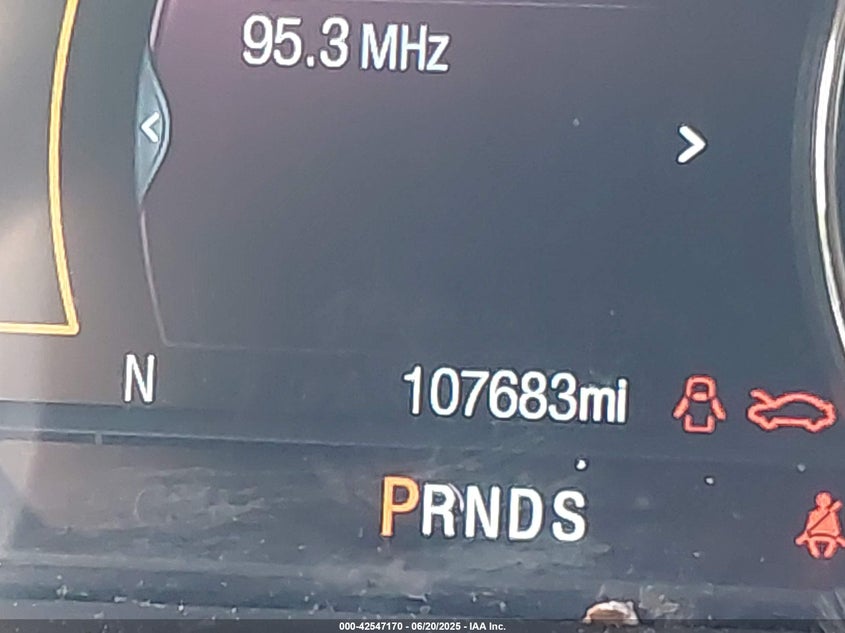 95.3 MHz
N
107683mi
PRNDS
000-42547170 - 06/20/2025 - IAA Inc.